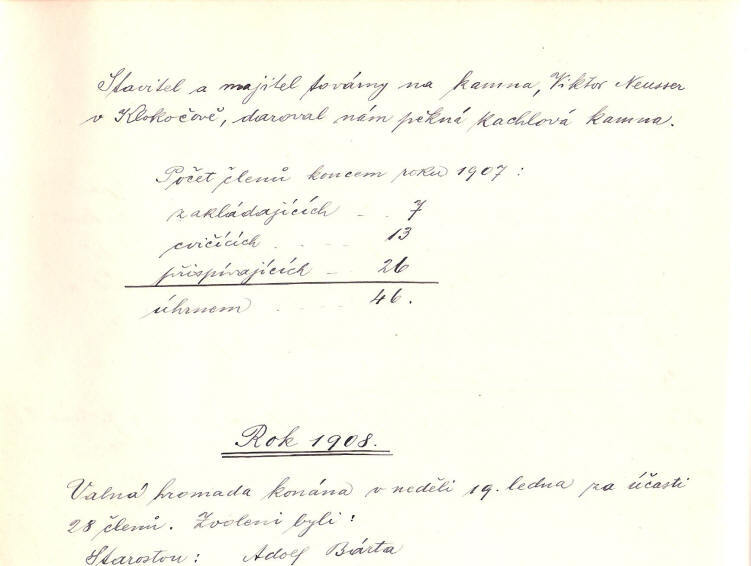 Stavitel a majitel továrny na kamna, Viktor Neusser
v Klokočově, daroval nám pěkná kachlová kamna.
Počet členů koncem roku 1907 :
zakládajících - - 7
cvičících - - - 13
přispívajících - 26
úhrnem - - - 46.
Rok 1908.
Valná hromada konána v neděli 19. ledna za účasti
28 členů. Zvoleni byli :
Starostou : Adolf Bárta